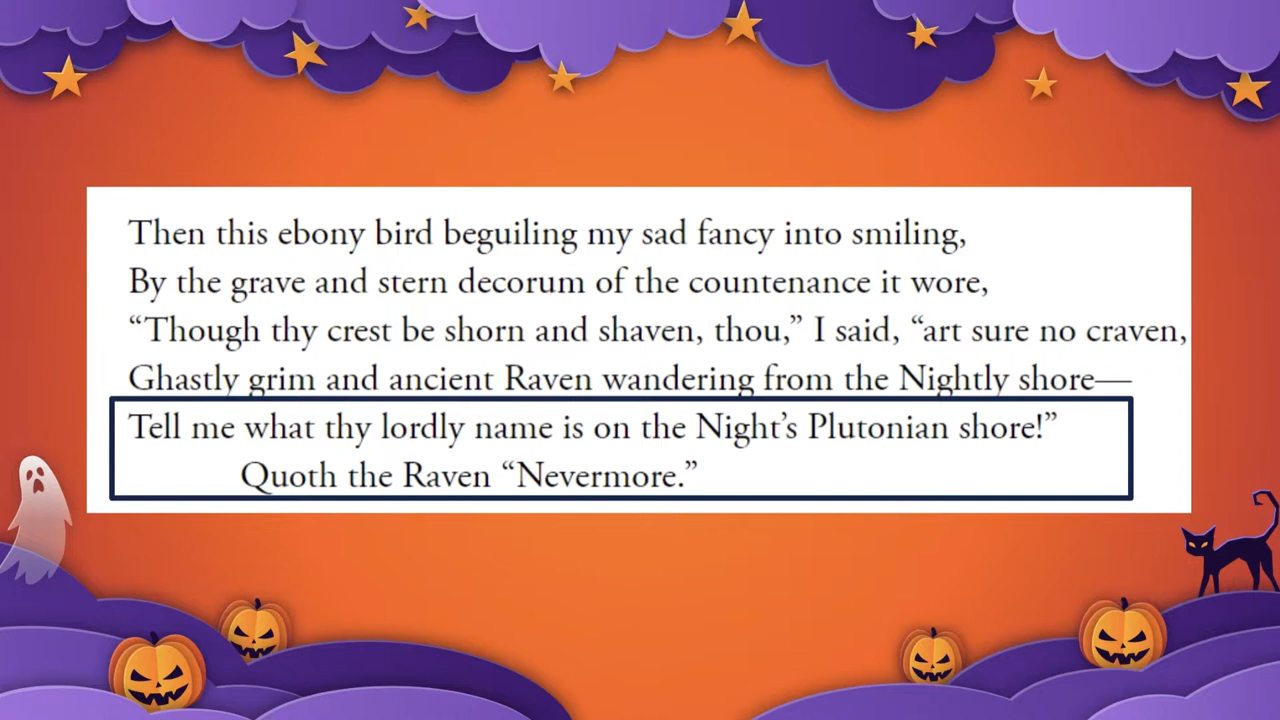 Then this ebony bird beguiling my sad fancy into smiling,
By the grave and stern decorum of the countenance it wore,
“Though thy crest be shorn and shaven, thou,” I said, “art sure no craven,
Ghastly grim and ancient Raven wandering from the Nightly shore—
Tell me what thy lordly name is on the Night’s Plutonian shore!”
Quoth the Raven “Nevermore.”